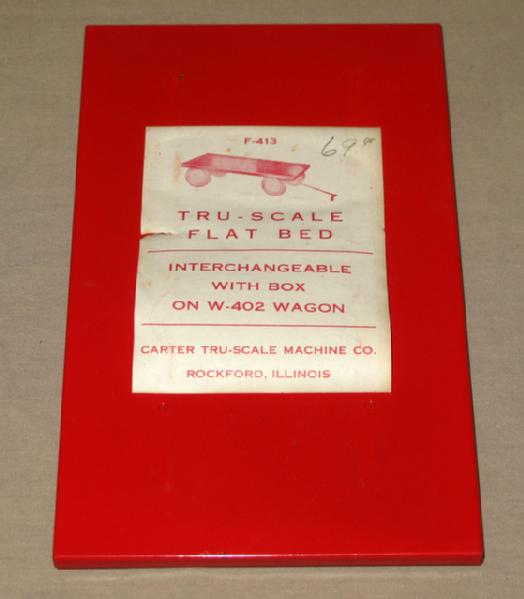 F-413
69¢
TRU-SCALE
FLAT BED
INTERCHANGEABLE
WITH BOX
ON W-402 WAGON
CARTER TRU-SCALE MACHINE CO.
ROCKFORD, ILLINOIS